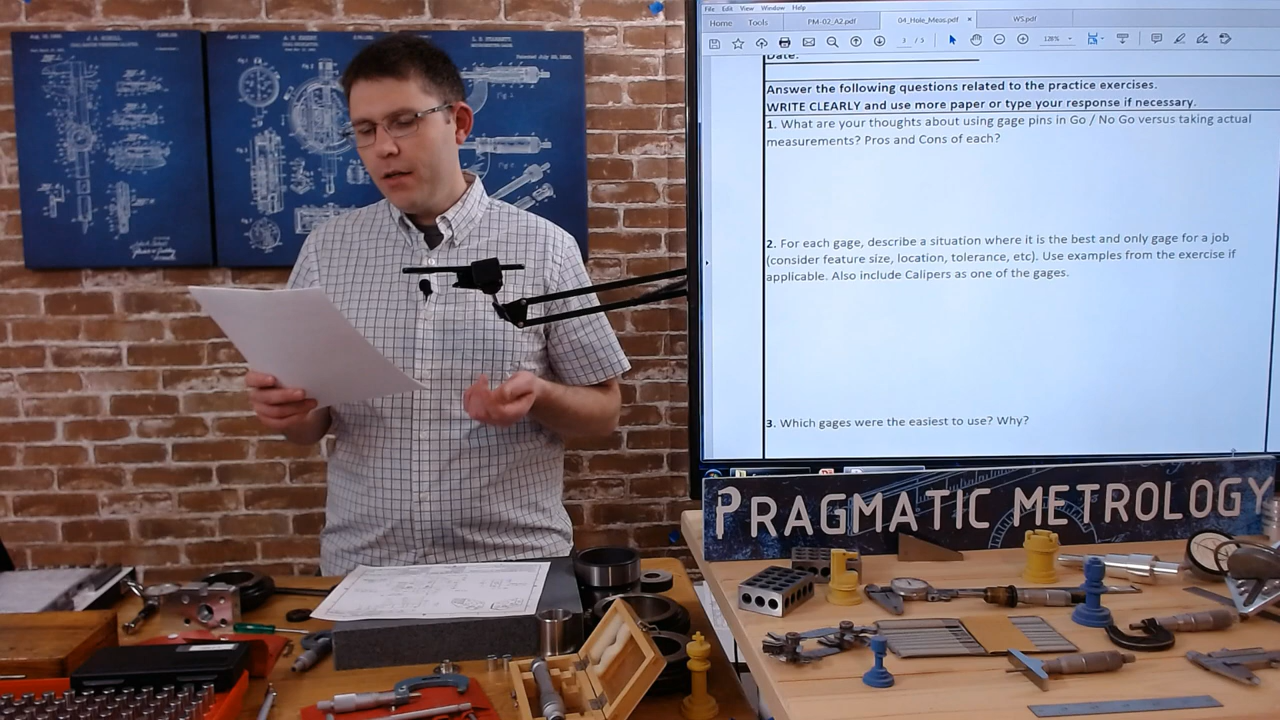 File Edit View Window Help
Home Tools PM-02_A2.pdf 04_Hole_Meas.pdf × WS.pdf
3 / 5 128%
Date:
Answer the following questions related to the practice exercises.
WRITE CLEARLY and use more paper or type your response if necessary.
1. What are your thoughts about using gage pins in Go / No Go versus taking actual
measurements? Pros and Cons of each?
2. For each gage, describe a situation where it is the best and only gage for a job
(consider feature size, location, tolerance, etc). Use examples from the exercise if
applicable. Also include Calipers as one of the gages.
3. Which gages were the easiest to use? Why?
PRAGMATIC METROLOGY